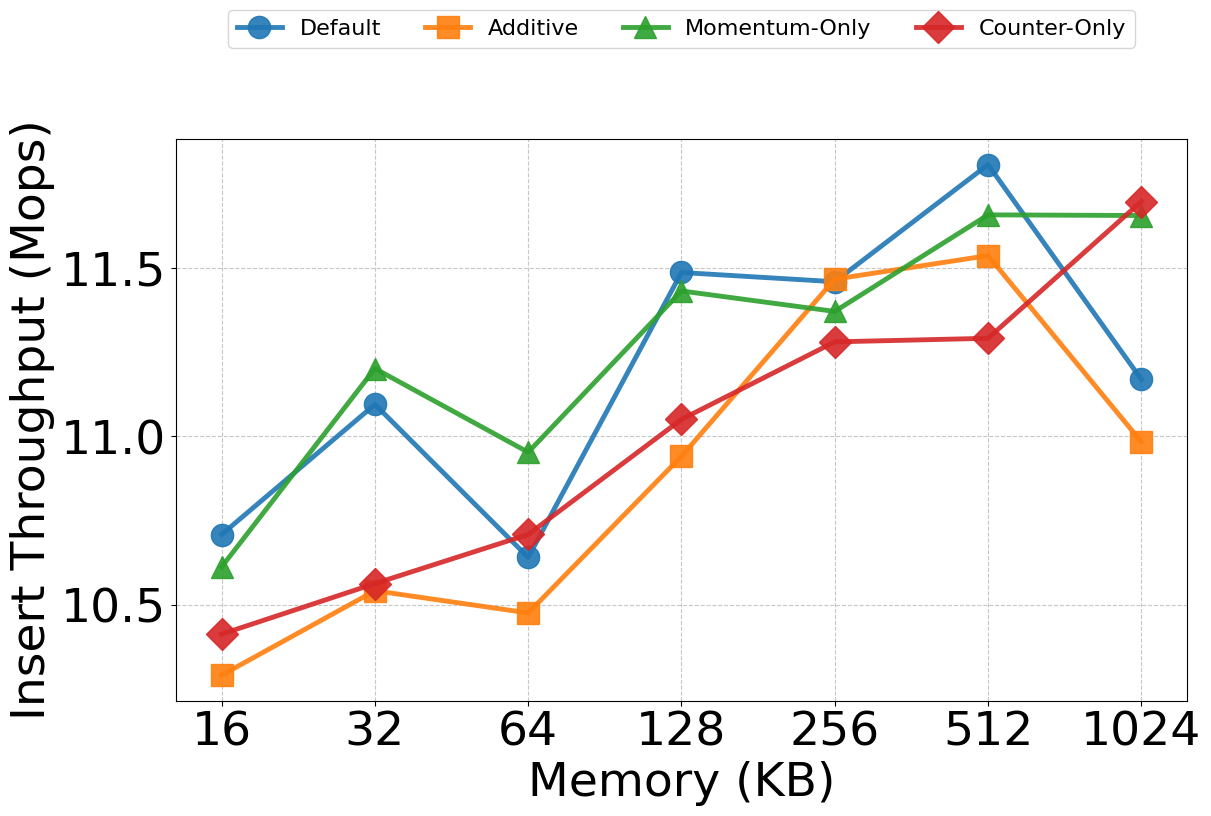 Default Additive Momentum-Only Counter-Only
Insert Throughput (Mops)
11.5
11.0
10.5
16 32 64 128 256 512 1024
Memory (KB)